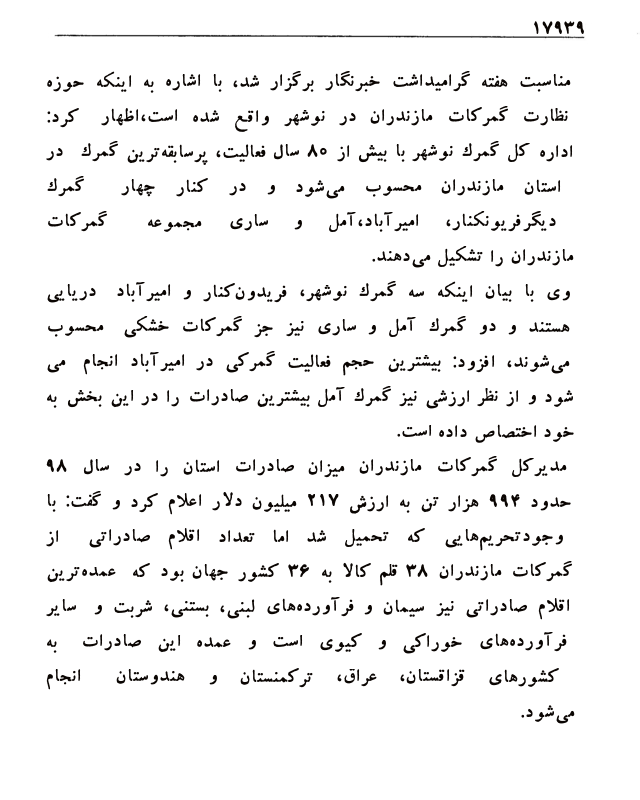 ۱۷۹۳۹
مناسبت هفته گرامیداشت خبرنگار برگزار شد، با اشاره به اینکه حوزه
نظارت گمرکات مازندران در نوشهر واقع شده است،اظهار کرد:
اداره کل گمرك نوشهر با بیش از ۸۰ سال فعالیت، پرسابقه‌ترین گمرك در
استان مازندران محسوب می‌شود و در کنار چهار گمرك
دیگرفریونکنار، امیرآباد،آمل و ساری مجموعه گمرکات
مازندران را تشکیل می‌دهند.
وی با بیان اینکه سه گمرك نوشهر، فریدون‌کنار و امیرآباد دریایی
هستند و دو گمرك آمل و ساری نیز جز گمرکات خشکی محسوب
می‌شوند، افزود: بیشترین حجم فعالیت گمرکی در امیرآباد انجام می
شود و از نظر ارزشی نیز گمرك آمل بیشترین صادرات را در این بخش به
خود اختصاص داده است.
مدیرکل گمرکات مازندران میزان صادرات استان را در سال ۹۸
حدود ۹۹۴ هزار تن به ارزش ۲۱۷ میلیون دلار اعلام کرد و گفت: با
وجودتحریم‌هایی که تحمیل شد اما تعداد اقلام صادراتی از
گمرکات مازندران ۳۸ قلم کالا به ۳۶ کشور جهان بود که عمده‌ترین
اقلام صادراتی نیز سیمان و فرآورده‌های لبنی، بستنی، شربت و سایر
فرآورده‌های خوراکی و کیوی است و عمده این صادرات به
کشورهای قزاقستان، عراق، ترکمنستان و هندوستان انجام
می‌شود.